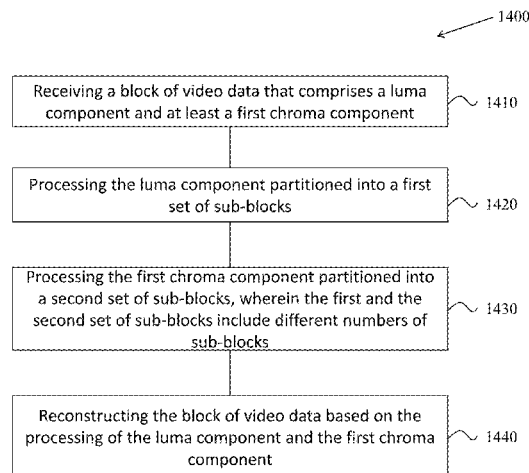 1400
Receiving a block of video data that comprises a luma
component and at least a first chroma component
1410
Processing the luma component partitioned into a first
set of sub-blocks
1420
Processing the first chroma component partitioned into
a second set of sub-blocks, wherein the first and the
second set of sub-blocks include different numbers of
sub-blocks
1430
Reconstructing the block of video data based on the
processing of the luma component and the first chroma
component
1440